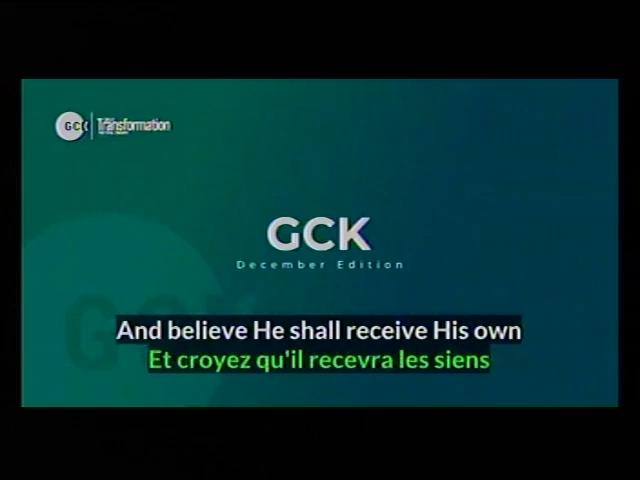 GCK
Transformation
GCK
December Edition
And believe He shall receive His own
Et croyez qu'il recevra les siens